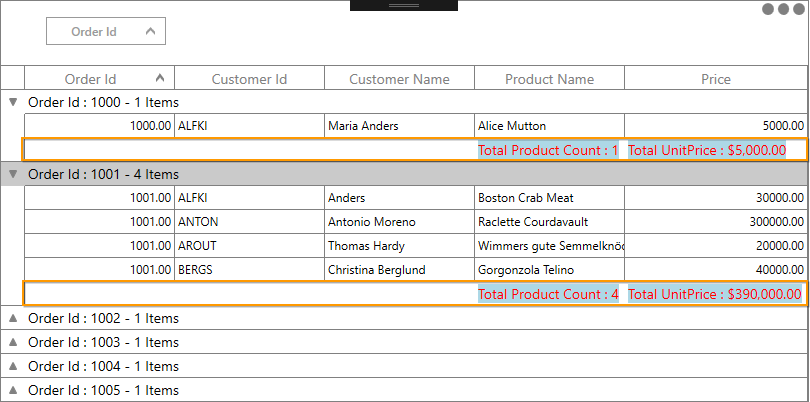 Order Id
Order Id Customer Id Customer Name Product Name Price
Order Id : 1000 - 1 Items
1000.00 ALFKI Maria Anders Alice Mutton 5000.00
Total Product Count : 1 Total UnitPrice : $5,000.00
Order Id : 1001 - 4 Items
1001.00 ALFKI Anders Boston Crab Meat 30000.00
1001.00 ANTON Antonio Moreno Raclette Courdavault 300000.00
1001.00 AROUT Thomas Hardy Wimmers gute Semmelknöd 20000.00
1001.00 BERGS Christina Berglund Gorgonzola Telino 40000.00
Total Product Count : 4 Total UnitPrice : $390,000.00
Order Id : 1002 - 1 Items
Order Id : 1003 - 1 Items
Order Id : 1004 - 1 Items
Order Id : 1005 - 1 Items